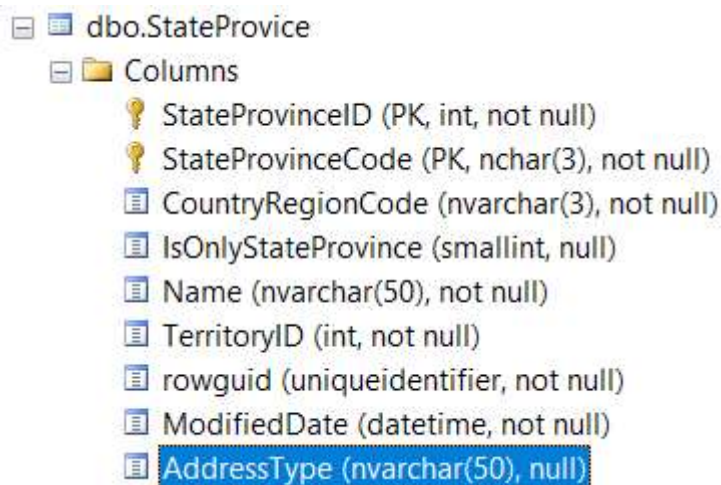 dbo.StateProvice
Columns
StateProvinceID (PK, int, not null)
StateProvinceCode (PK, nchar(3), not null)
CountryRegionCode (nvarchar(3), not null)
IsOnlyStateProvince (smallint, null)
Name (nvarchar(50), not null)
TerritoryID (int, not null)
rowguid (uniqueidentifier, not null)
ModifiedDate (datetime, not null)
AddressType (nvarchar(50), null)